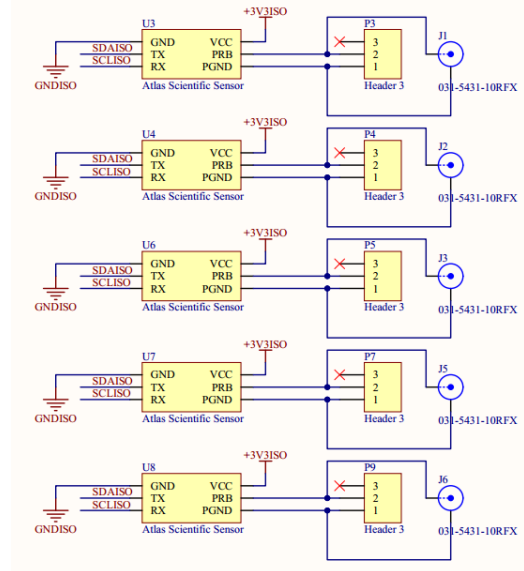 +3V3ISO
U3 P3 J1
GND VCC 3
SDAISO TX PRB 2
SCLISO RX PGND 1
GNDISO Atlas Scientific Sensor Header 3 031-5431-10RFX
+3V3ISO
U4 P4 J2
GND VCC 3
SDAISO TX PRB 2
SCLISO RX PGND 1
GNDISO Atlas Scientific Sensor Header 3 031-5431-10RFX
+3V3ISO
U6 P5 J3
GND VCC 3
SDAISO TX PRB 2
SCLISO RX PGND 1
GNDISO Atlas Scientific Sensor Header 3 031-5431-10RFX
+3V3ISO
U7 P7 J5
GND VCC 3
SDAISO TX PRB 2
SCLISO RX PGND 1
GNDISO Atlas Scientific Sensor Header 3 031-5431-10RFX
+3V3ISO
U8 P9 J6
GND VCC 3
SDAISO TX PRB 2
SCLISO RX PGND 1
GNDISO Atlas Scientific Sensor Header 3 031-5431-10RFX